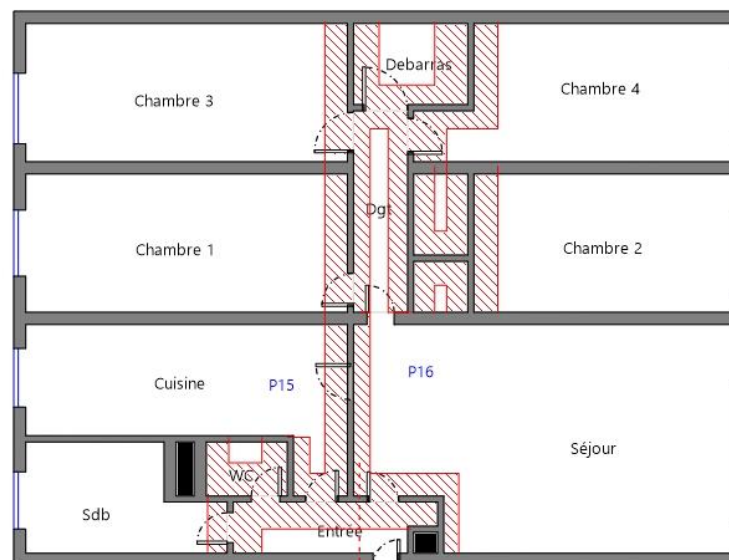 Debarras
Chambre 3
Chambre 4
Dgt
Chambre 1
Chambre 2
Cuisine
P15
P16
Séjour
WC
Sdb
Entrée